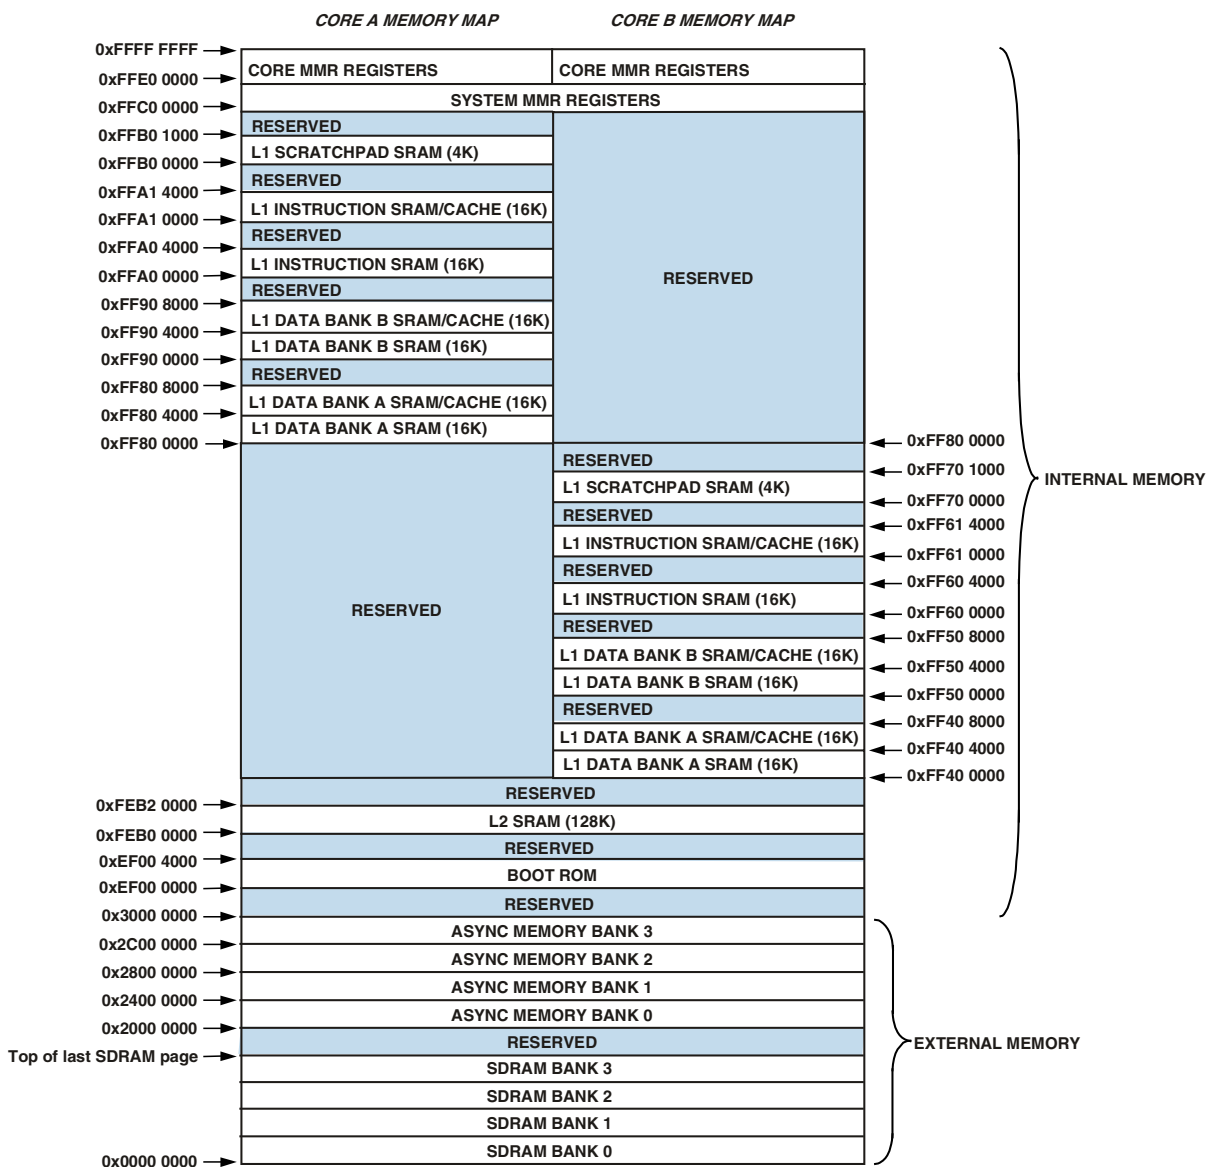 CORE A MEMORY MAP
CORE B MEMORY MAP
0xFFFF FFFF
CORE MMR REGISTERS
CORE MMR REGISTERS
0xFFE0 0000
SYSTEM MMR REGISTERS
0xFFC0 0000
RESERVED
0xFFB0 1000
L1 SCRATCHPAD SRAM (4K)
0xFFB0 0000
RESERVED
0xFFA1 4000
L1 INSTRUCTION SRAM/CACHE (16K)
0xFFA1 0000
RESERVED
0xFFA0 4000
L1 INSTRUCTION SRAM (16K)
0xFFA0 0000
RESERVED
RESERVED
0xFF90 8000
L1 DATA BANK B SRAM/CACHE (16K)
0xFF90 4000
L1 DATA BANK B SRAM (16K)
0xFF90 0000
RESERVED
0xFF80 8000
L1 DATA BANK A SRAM/CACHE (16K)
0xFF80 4000
L1 DATA BANK A SRAM (16K)
0xFF80 0000
0xFF80 0000
RESERVED
0xFF70 1000
INTERNAL MEMORY
L1 SCRATCHPAD SRAM (4K)
0xFF70 0000
RESERVED
0xFF61 4000
L1 INSTRUCTION SRAM/CACHE (16K)
0xFF61 0000
RESERVED
0xFF60 4000
L1 INSTRUCTION SRAM (16K)
RESERVED
0xFF60 0000
RESERVED
0xFF50 8000
L1 DATA BANK B SRAM/CACHE (16K)
0xFF50 4000
L1 DATA BANK B SRAM (16K)
0xFF50 0000
RESERVED
0xFF40 8000
L1 DATA BANK A SRAM/CACHE (16K)
0xFF40 4000
L1 DATA BANK A SRAM (16K)
0xFF40 0000
RESERVED
0xFEB2 0000
L2 SRAM (128K)
0xFEB0 0000
RESERVED
0xEF00 4000
BOOT ROM
0xEF00 0000
RESERVED
0x3000 0000
ASYNC MEMORY BANK 3
0x2C00 0000
ASYNC MEMORY BANK 2
0x2800 0000
ASYNC MEMORY BANK 1
0x2400 0000
ASYNC MEMORY BANK 0
0x2000 0000
RESERVED
EXTERNAL MEMORY
Top of last SDRAM page
SDRAM BANK 3
SDRAM BANK 2
SDRAM BANK 1
SDRAM BANK 0
0x0000 0000